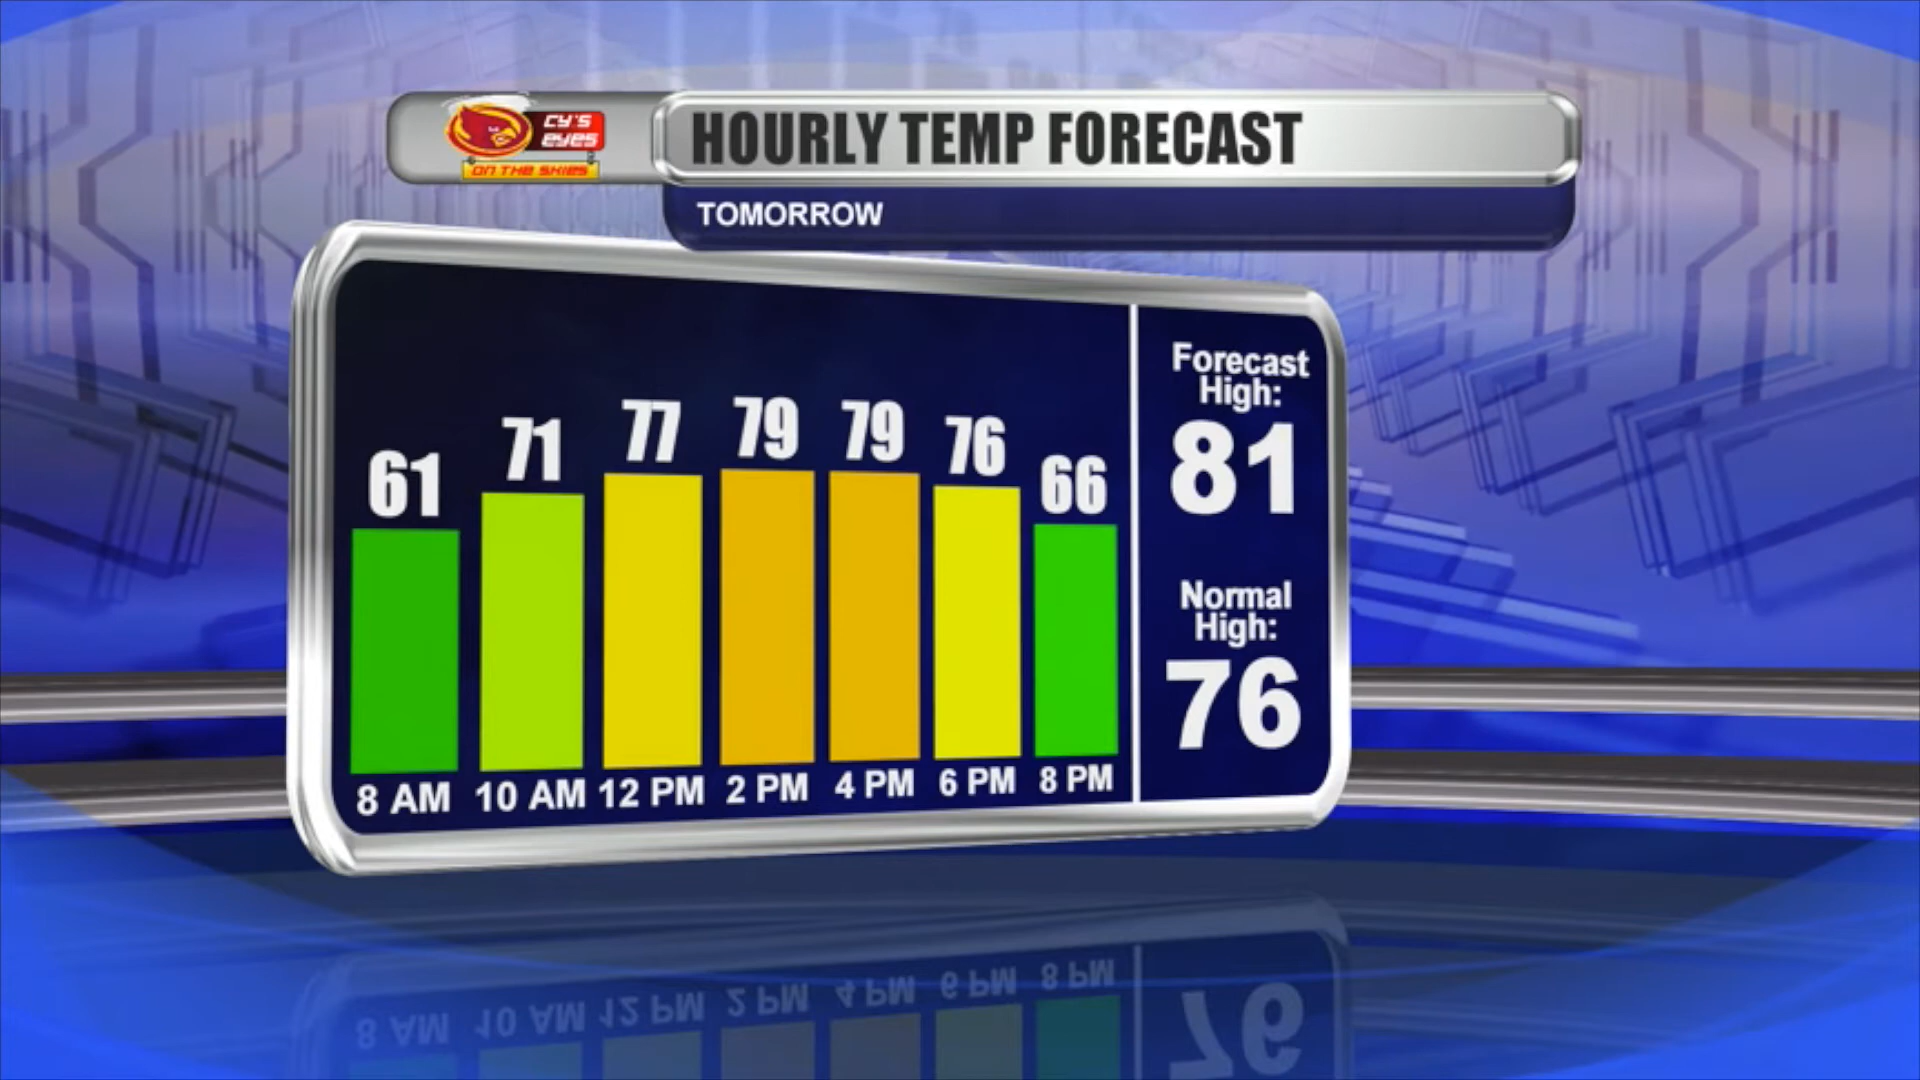 CY'S
EYES
ON THE SKIES
HOURLY TEMP FORECAST
TOMORROW
61 71 77 79 79 76 66
8 AM 10 AM 12 PM 2 PM 4 PM 6 PM 8 PM
Forecast
High:
81
Normal
High:
76